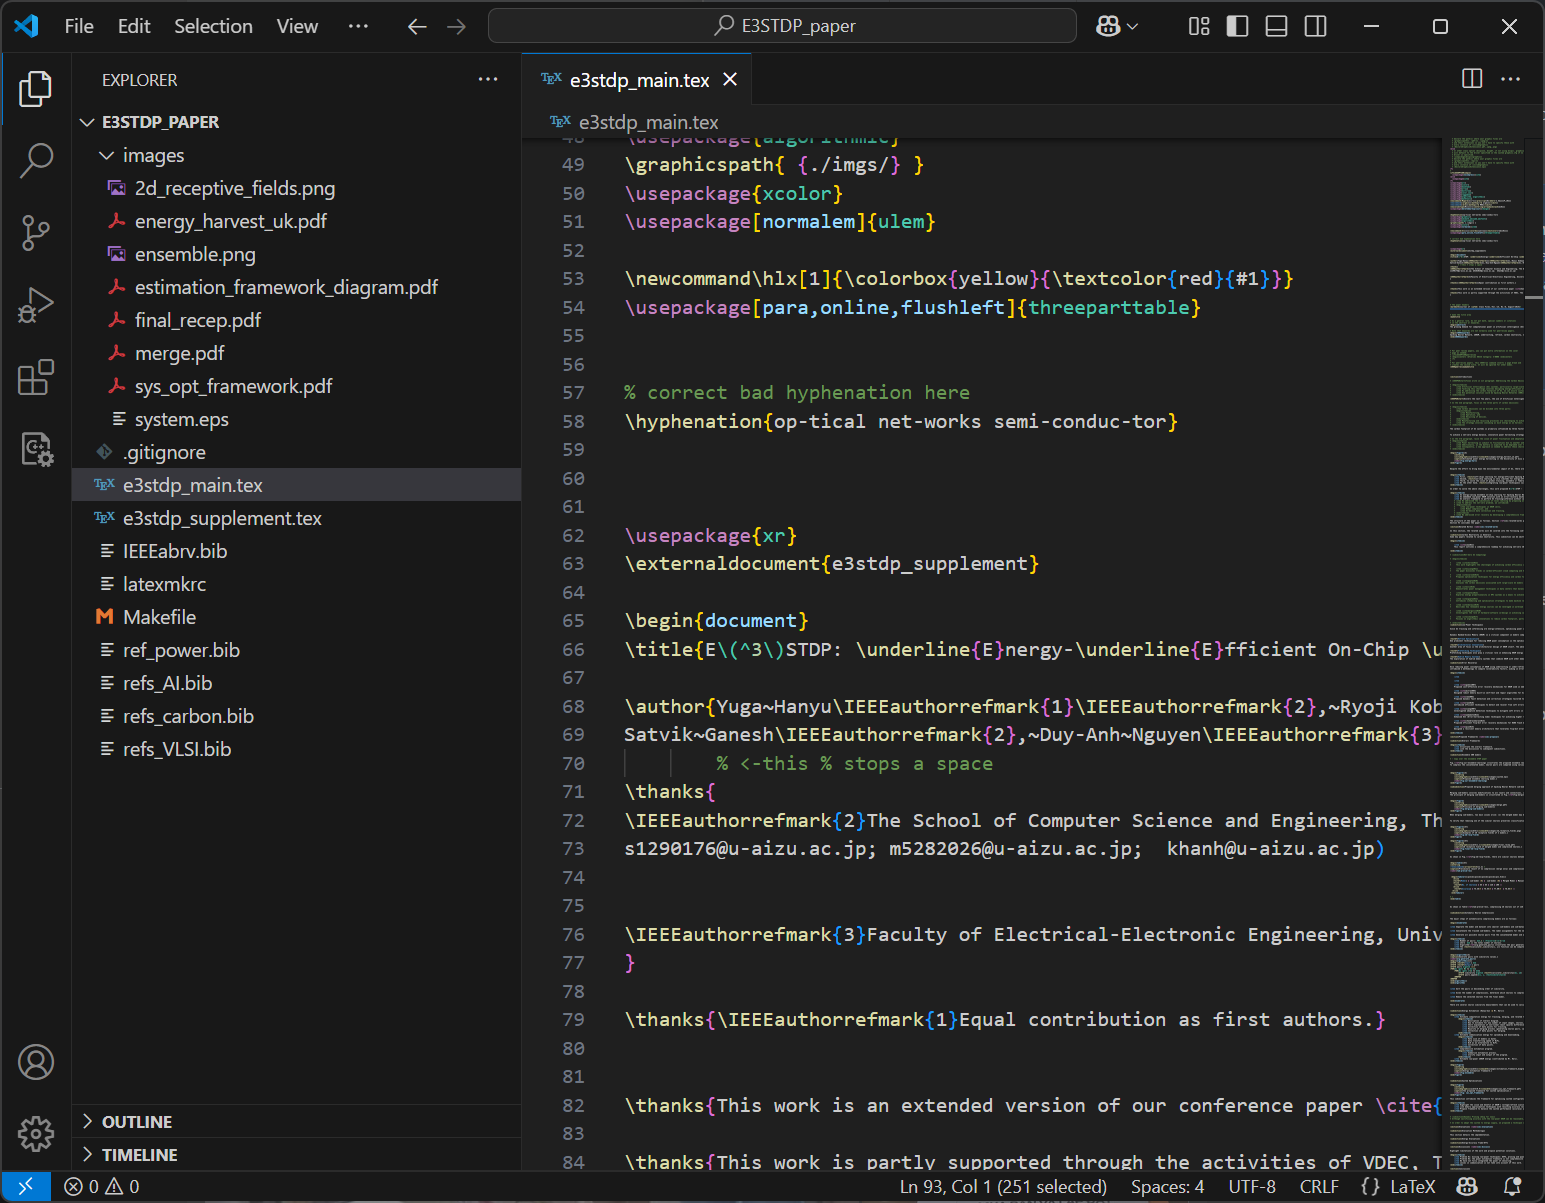 File Edit Selection View ··· E3STDP_paper
EXPLORER
E3STDP_PAPER
images
2d_receptive_fields.png
energy_harvest_uk.pdf
ensemble.png
estimation_framework_diagram.pdf
final_recep.pdf
merge.pdf
sys_opt_framework.pdf
system.eps
.gitignore
TEX e3stdp_main.tex
TEX e3stdp_supplement.tex
IEEEabrv.bib
latexmkrc
M Makefile
ref_power.bib
refs_AI.bib
refs_carbon.bib
refs_VLSI.bib
OUTLINE
TIMELINE
TEX e3stdp_main.tex
TEX e3stdp_main.tex
48 \usepackage{algorithmic}
49 \graphicspath{ {./imgs/} }
50 \usepackage{xcolor}
51 \usepackage[normalem]{ulem}
52
53 \newcommand\hlx[1]{\colorbox{yellow}{\textcolor{red}{#1}}}
54 \usepackage[para,online,flushleft]{threeparttable}
55
56
57 % correct bad hyphenation here
58 \hyphenation{op-tical net-works semi-conduc-tor}
59
60
61
62 \usepackage{xr}
63 \externaldocument{e3stdp_supplement}
64
65 \begin{document}
66 \title{E\(^3\)STDP: \underline{E}nergy-\underline{E}fficient On-Chip \u
67
68 \author{Yuga~Hanyu\IEEEauthorrefmark{1}\IEEEauthorrefmark{2},~Ryoji Kob
69 Satvik~Ganesh\IEEEauthorrefmark{2},~Duy-Anh~Nguyen\IEEEauthorrefmark{3}
70 % <-this % stops a space
71 \thanks{
72 \IEEEauthorrefmark{2}The School of Computer Science and Engineering, Th
73 s1290176@u-aizu.ac.jp; m5282026@u-aizu.ac.jp;  khanh@u-aizu.ac.jp)
74
75
76 \IEEEauthorrefmark{3}Faculty of Electrical-Electronic Engineering, Univ
77 }
78
79 \thanks{\IEEEauthorrefmark{1}Equal contribution as first authors.}
80
81
82 \thanks{This work is an extended version of our conference paper \cite{
83
84 \thanks{This work is partly supported through the activities of VDEC, T
0 0 Ln 93, Col 1 (251 selected) Spaces: 4 UTF-8 CRLF {} LaTeX